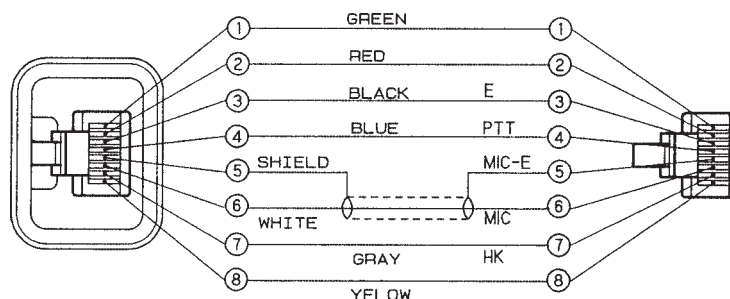 ① GREEN ①
② RED ②
③ BLACK E ③
④ BLUE PTT ④
⑤ SHIELD MIC-E ⑤
⑥ WHITE MIC ⑥
⑦ GRAY HK ⑦
⑧ YELOW ⑧